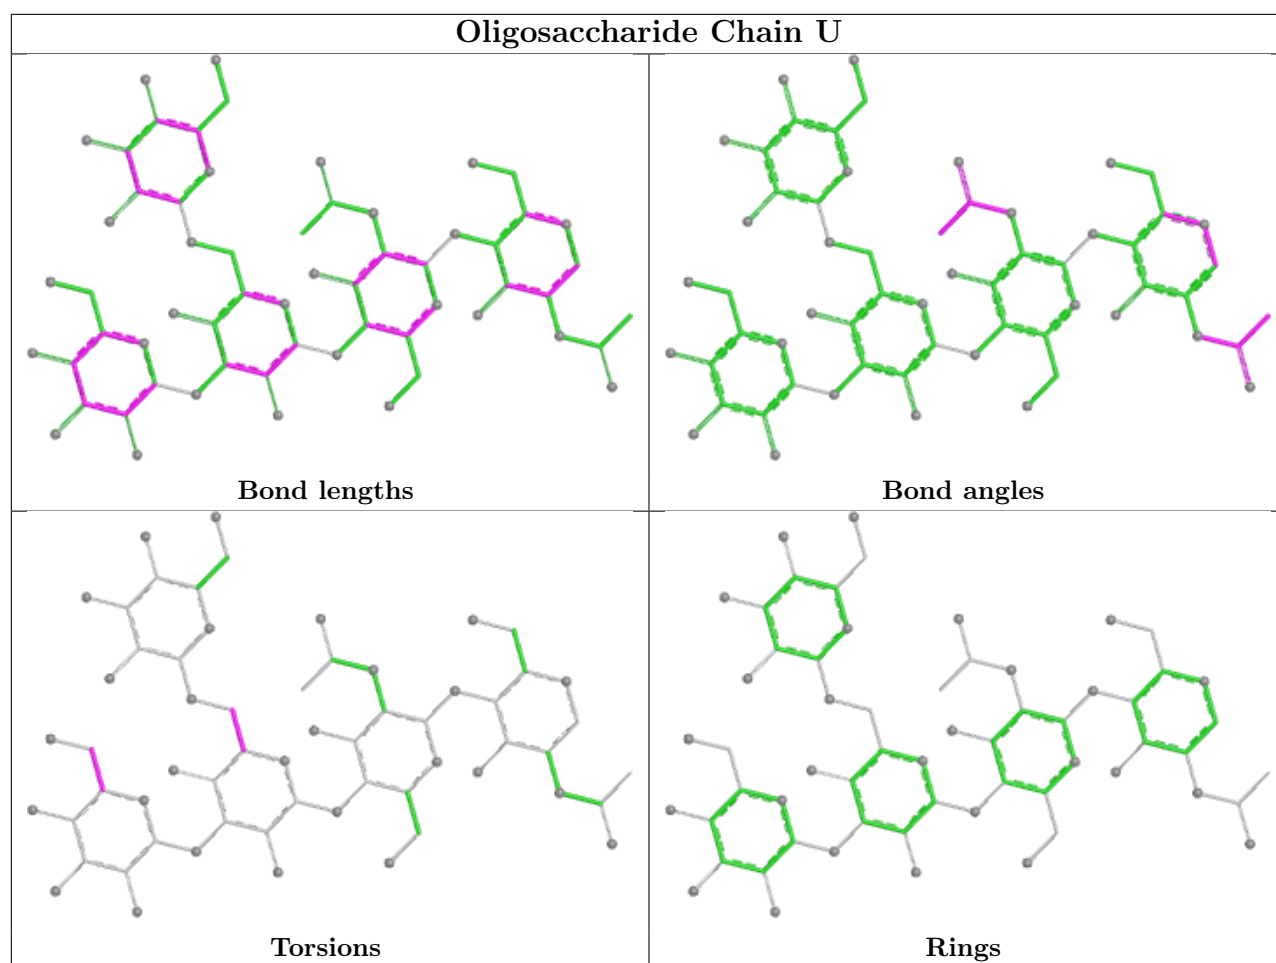 Oligosaccharide Chain U
Bond lengths
Bond angles
Torsions
Rings